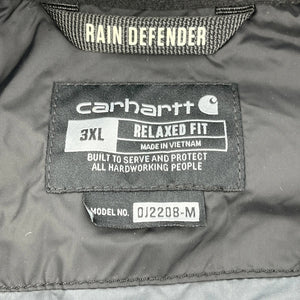 RAIN DEFENDER
carhartt
3XL RELAXED FIT
MADE IN VIETNAM
BUILT TO SERVE AND PROTECT
ALL HARDWORKING PEOPLE
MODEL NO. OJ2208-M